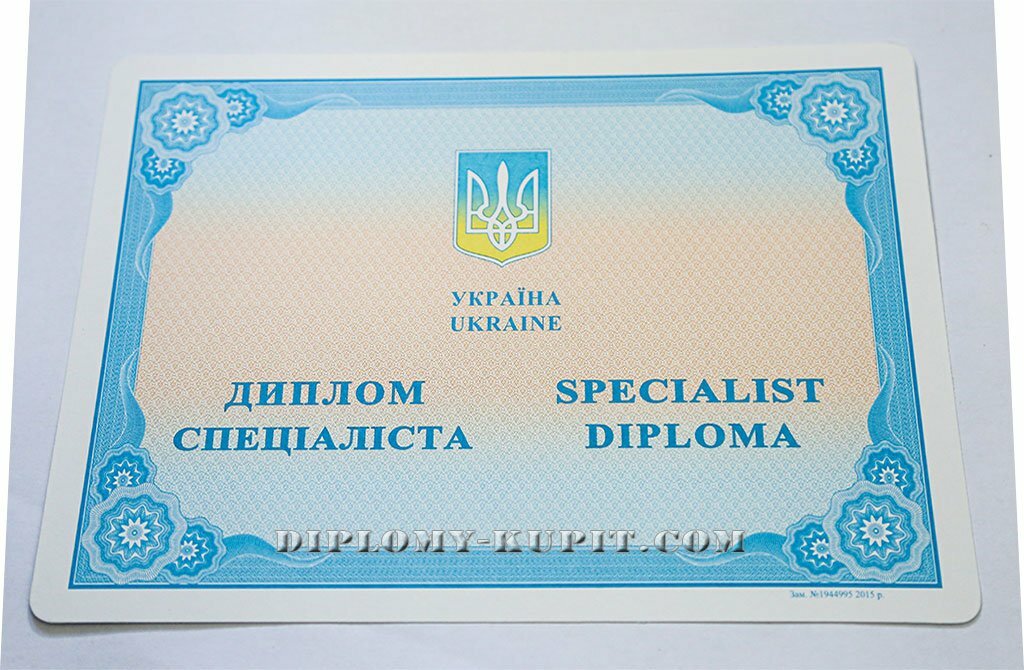 УКРАЇНА
UKRAINE
ДИПЛОМ
СПЕЦІАЛІСТА
SPECIALIST
DIPLOMA
DIPLOMY-KUPIT.COM
Зам. №1944995 2015 р.